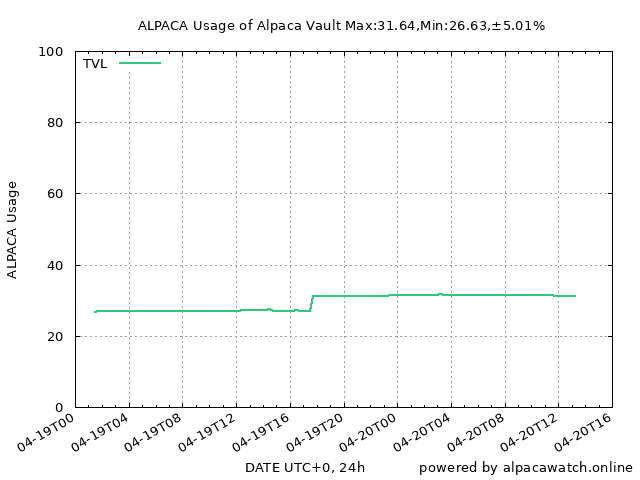 ALPACA Usage of Alpaca Vault Max:31.64,Min:26.63,±5.01%
TVL
100
80
60
40
20
0
ALPACA Usage
04-19T00
04-19T04
04-19T08
04-19T12
04-19T16
04-19T20
04-20T00
04-20T04
04-20T08
04-20T12
04-20T16
DATE UTC+0, 24h
powered by alpacawatch.online